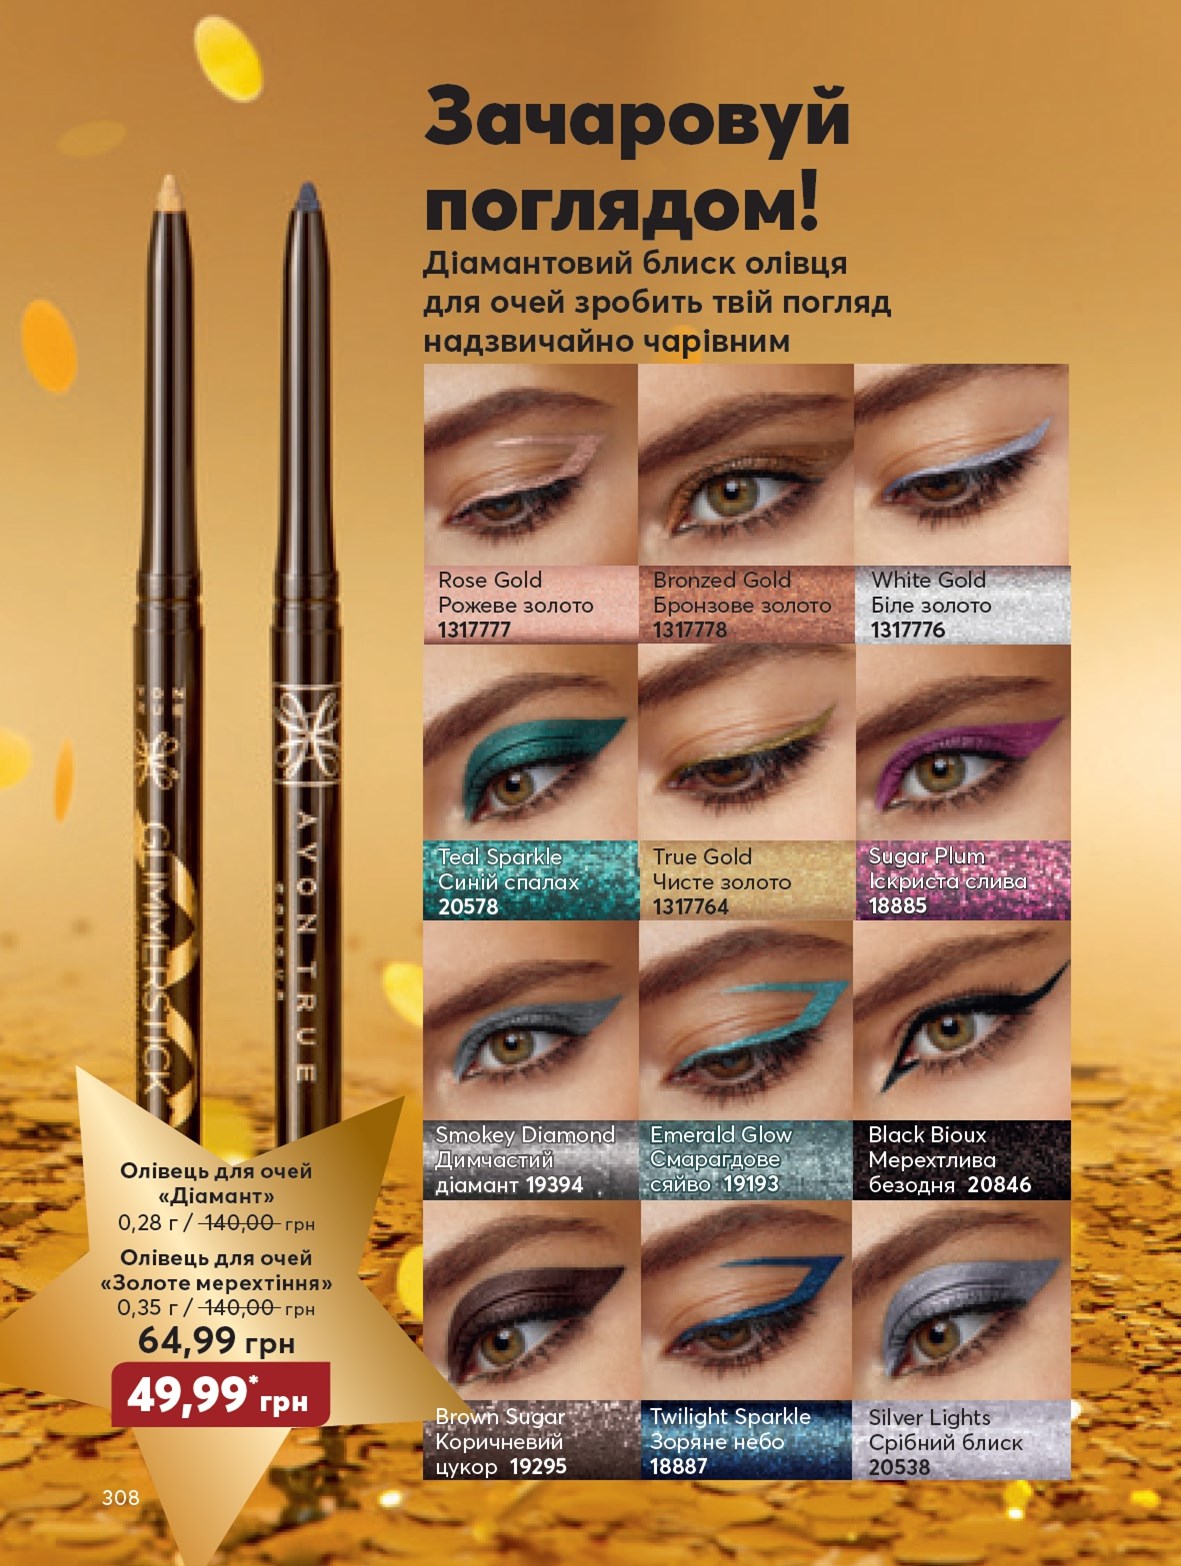 Зачаровуй
поглядом!
Діамантовий блиск олівця
для очей зробить твій погляд
надзвичайно чарівним
Rose Gold
Рожеве золото
1317777
Bronzed Gold
Бронзове золото
1317778
White Gold
Біле золото
1317776
Teal Sparkle
Синій спалах
20578
True Gold
Чисте золото
1317764
Sugar Plum
Іскриста слива
18885
Smokey Diamond
Димчастий
діамант 19394
Emerald Glow
Смарагдове
сяйво 19193
Black Bioux
Мерехтлива
безодня 20846
Brown Sugar
Коричневий
цукор 19295
Twilight Sparkle
Зоряне небо
18887
Silver Lights
Срібний блиск
20538
GLIMMERSTICK
AVON TRUE
Олівець для очей
«Діамант»
0,28 г / 140,00 грн
Олівець для очей
«Золоте мерехтіння»
0,35 г / 140,00 грн
64,99 грн
49,99* грн
308